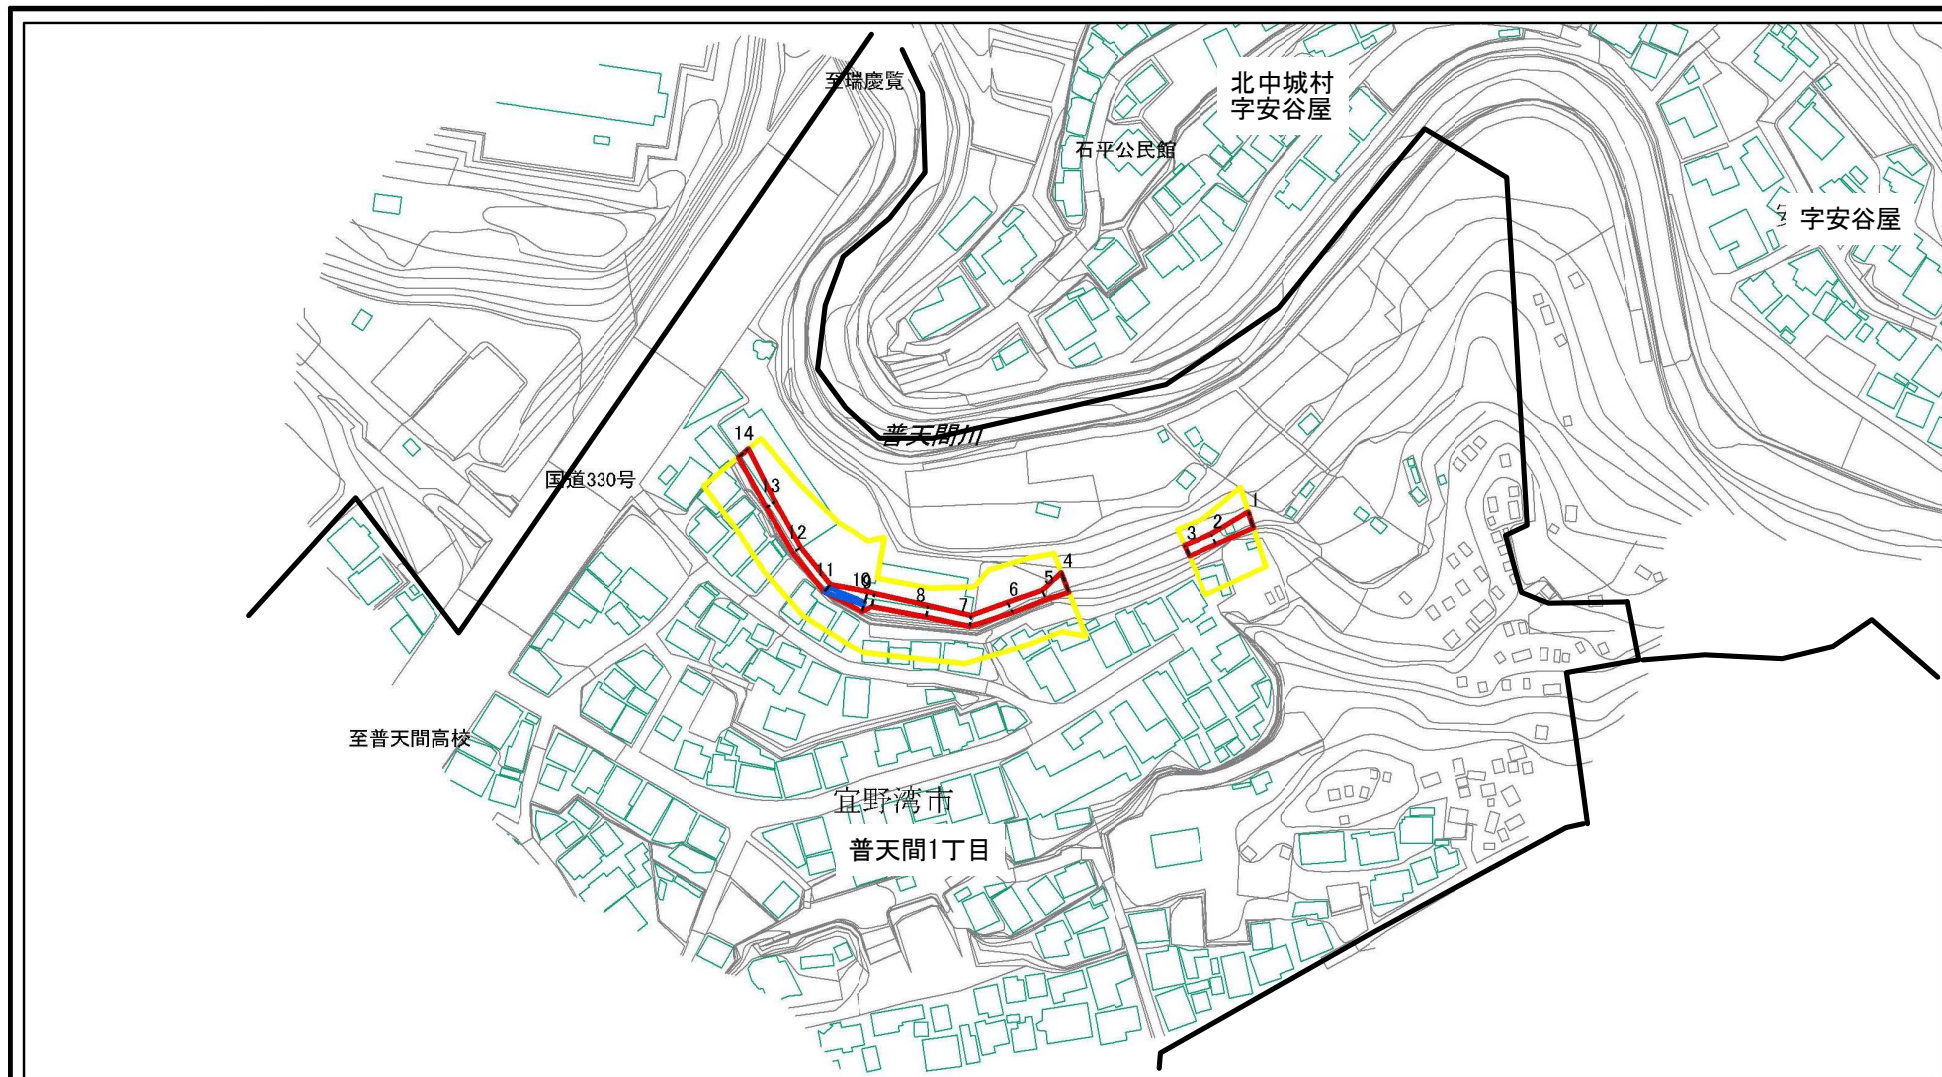 至瑞慶覧
北中城村
字安谷屋
石平公民館
字安谷屋
普天間川
14
国道330号
13
1
2
3
12
4
11
10
9
5
6
8
7
至普天間高校
宜野湾市
普天間1丁目